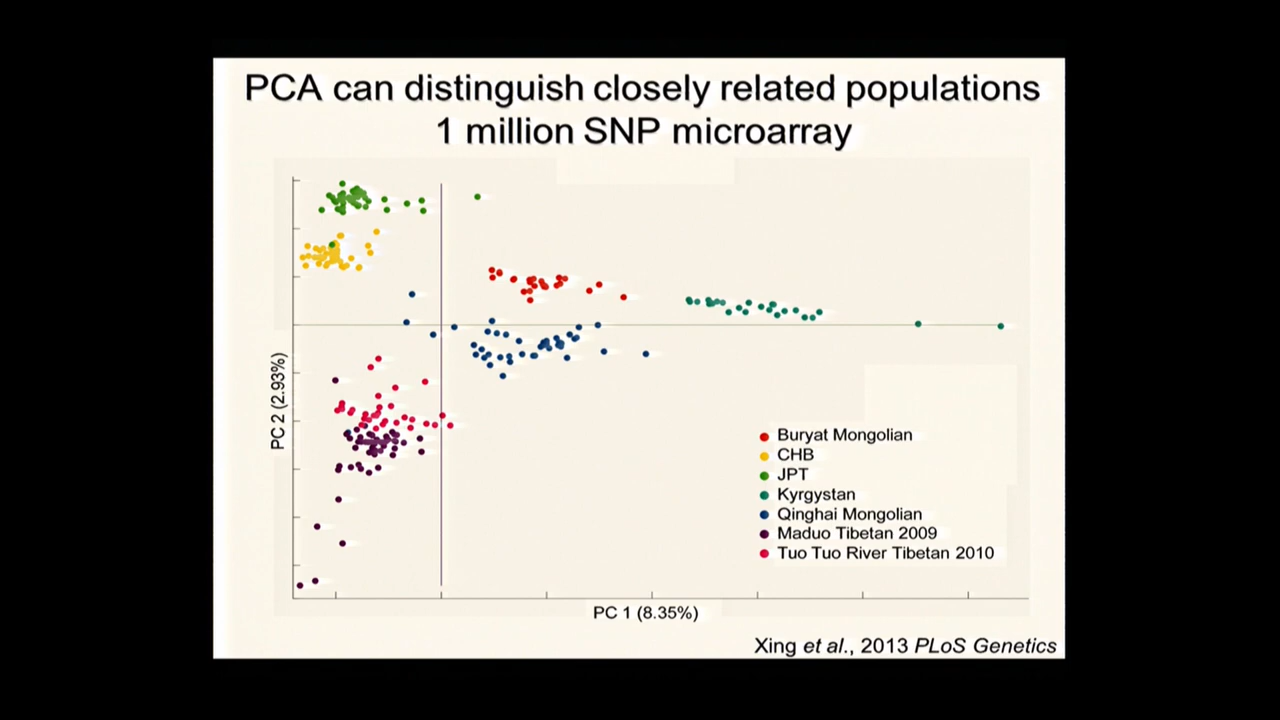 PCA can distinguish closely related populations
1 million SNP microarray
PC 2 (2.93%)
Buryat Mongolian
CHB
JPT
Kyrgystan
Qinghai Mongolian
Maduo Tibetan 2009
Tuo Tuo River Tibetan 2010
PC 1 (8.35%)
Xing et al., 2013 PLoS Genetics